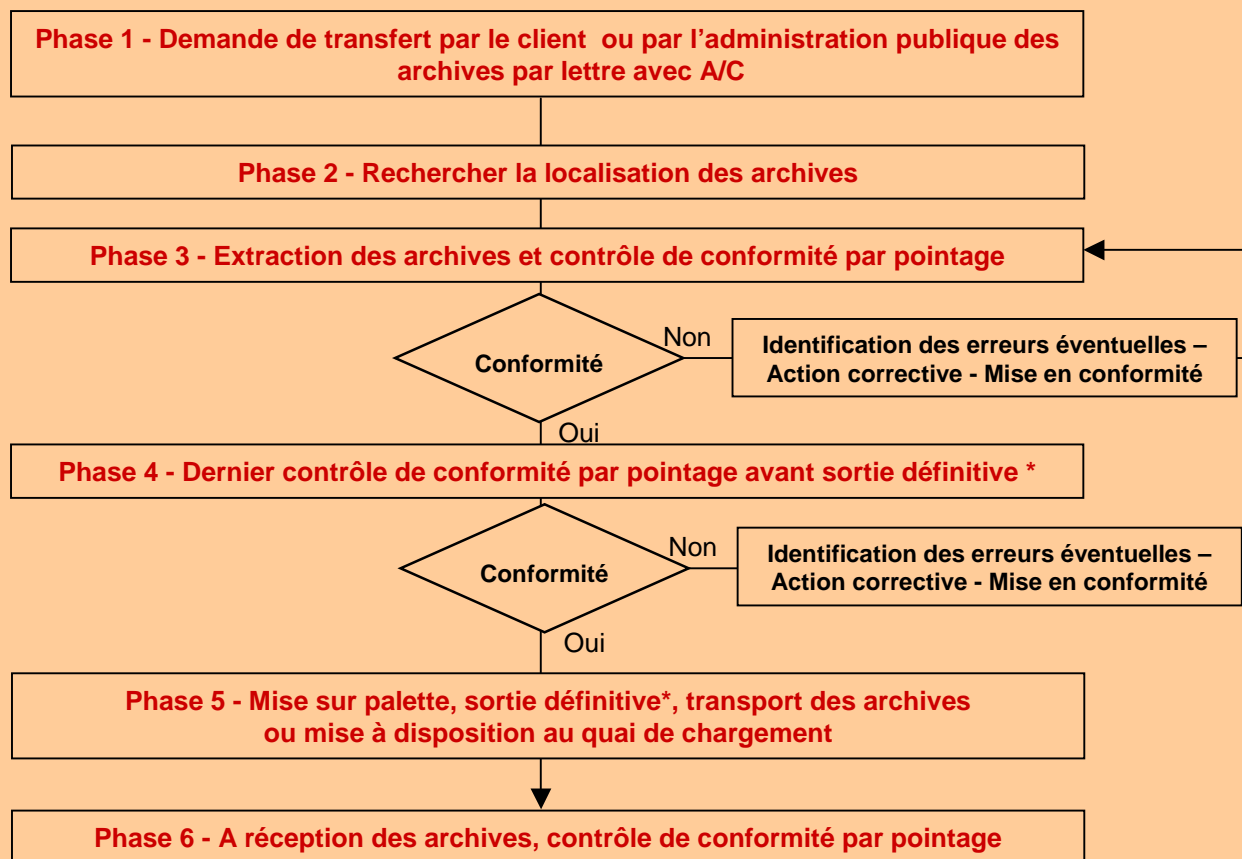 Phase 1 - Demande de transfert par le client ou par l'administration publique des
archives par lettre avec A/C
Phase 2 - Rechercher la localisation des archives
Phase 3 - Extraction des archives et contrôle de conformité par pointage
Conformité
Non
Identification des erreurs éventuelles –
Action corrective - Mise en conformité
Oui
Phase 4 - Dernier contrôle de conformité par pointage avant sortie définitive *
Conformité
Non
Identification des erreurs éventuelles –
Action corrective - Mise en conformité
Oui
Phase 5 - Mise sur palette, sortie définitive*, transport des archives
ou mise à disposition au quai de chargement
Phase 6 - A réception des archives, contrôle de conformité par pointage